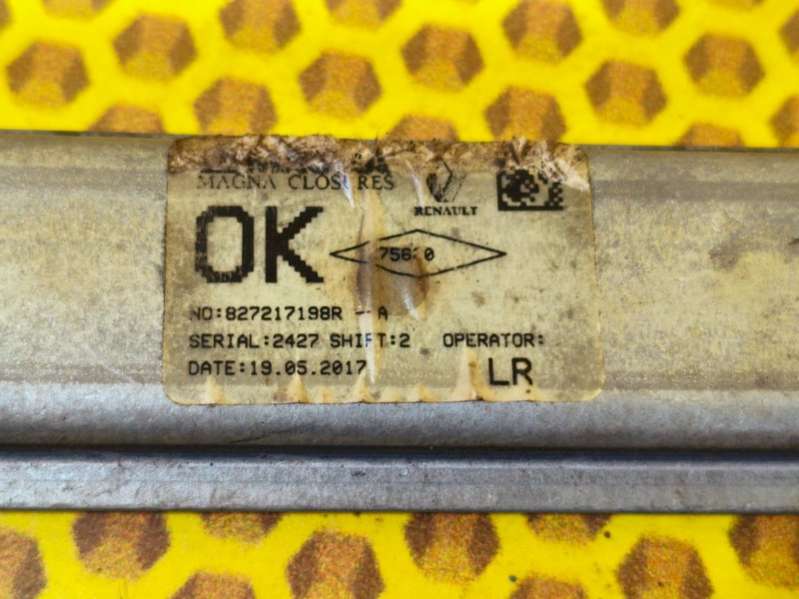 MAGNA CLOSURES
RENAULT
OK
NO:827217198R - A
SERIAL:2427 SHIFT:2 OPERATOR:
DATE:19.05.2017
LR